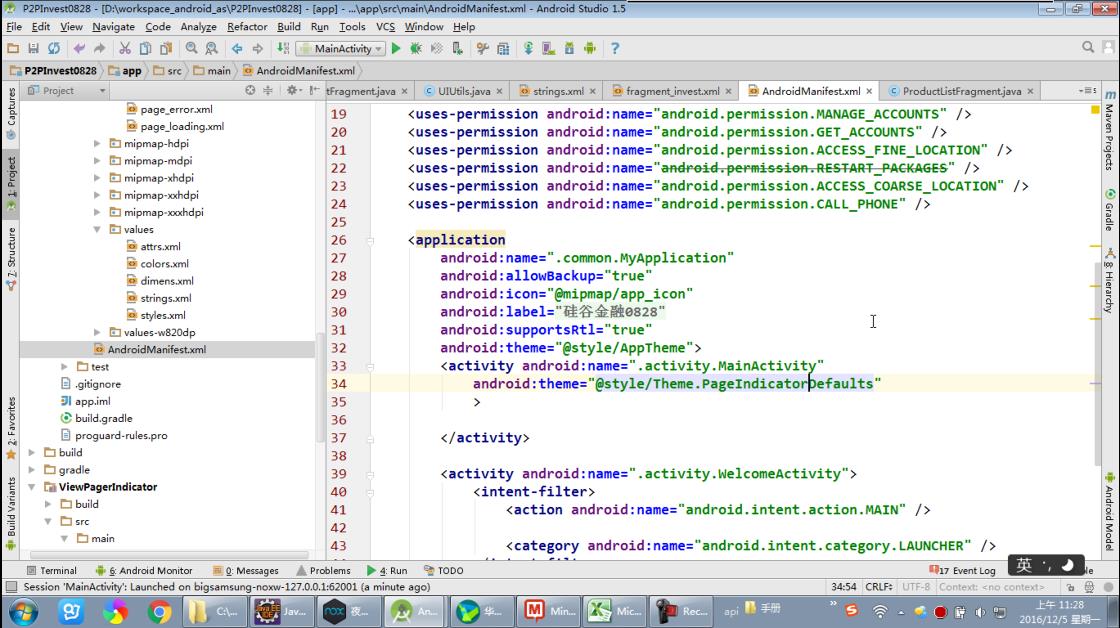 P2PInvest0828 - [D:\workspace_android_as\P2PInvest0828] - [app] - ...\app\src\main\AndroidManifest.xml - Android Studio 1.5
File Edit View Navigate Code Analyze Refactor Build Run Tools VCS Window Help
MainActivity
P2PInvest0828 app src main AndroidManifest.xml
Project
tFragment.java UIUtils.java strings.xml fragment_invest.xml AndroidManifest.xml ProductListFragment.java
Captures
1: Project
7: Structure
2: Favorites
Build Variants
page_error.xml
page_loading.xml
mipmap-hdpi
mipmap-mdpi
mipmap-xhdpi
mipmap-xxhdpi
mipmap-xxxhdpi
values
attrs.xml
colors.xml
dimens.xml
strings.xml
styles.xml
values-w820dp
AndroidManifest.xml
test
.gitignore
app.iml
build.gradle
proguard-rules.pro
build
gradle
ViewPagerIndicator
build
src
main
19 <uses-permission android:name="android.permission.MANAGE_ACCOUNTS" />
20 <uses-permission android:name="android.permission.GET_ACCOUNTS" />
21 <uses-permission android:name="android.permission.ACCESS_FINE_LOCATION" />
22 <uses-permission android:name="android.permission.RESTART_PACKAGES" />
23 <uses-permission android:name="android.permission.ACCESS_COARSE_LOCATION" />
24 <uses-permission android:name="android.permission.CALL_PHONE" />
25
26 <application
27 android:name=".common.MyApplication"
28 android:allowBackup="true"
29 android:icon="@mipmap/app_icon"
30 android:label="硅谷金融0828"
31 android:supportsRtl="true"
32 android:theme="@style/AppTheme">
33 <activity android:name=".activity.MainActivity"
34 android:theme="@style/Theme.PageIndicatorDefaults"
35 >
36
37 </activity>
38
39 <activity android:name=".activity.WelcomeActivity">
40 <intent-filter>
41 <action android:name="android.intent.action.MAIN" />
42
43 <category android:name="android.intent.category.LAUNCHER" />
Maven Projects
Gradle
8: Hierarchy
Android Model
Terminal 6: Android Monitor 0: Messages Problems 4: Run TODO 17 Event Log
英
Session 'MainActivity': Launched on bigsamsung-noxw-127.0.0.1:62001 (a minute ago) 34:54 CRLF÷ UTF-8 Context: <no context>
C:\... Jav... 夜... An... 华... Min... Mic... Rec... api 手册
上午 11:28
2016/12/5 星期一